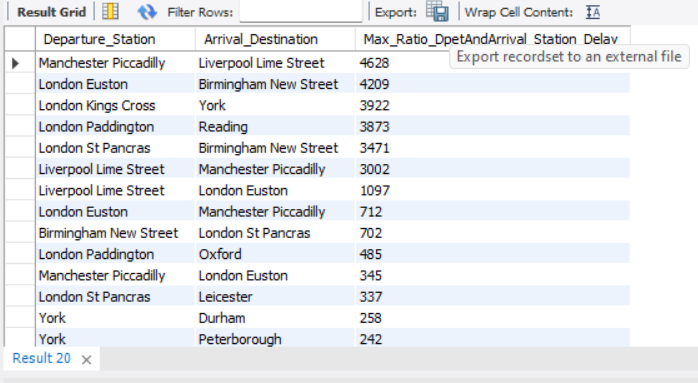 Result Grid Filter Rows: Export: Wrap Cell Content: IA
Departure_Station Arrival_Destination Max_Ratio_DpetAndArrival_Station_Delay
Export recordset to an external file
Manchester Piccadilly Liverpool Lime Street 4628
London Euston Birmingham New Street 4209
London Kings Cross York 3922
London Paddington Reading 3873
London St Pancras Birmingham New Street 3471
Liverpool Lime Street Manchester Piccadilly 3002
Liverpool Lime Street London Euston 1097
London Euston Manchester Piccadilly 712
Birmingham New Street London St Pancras 702
London Paddington Oxford 485
Manchester Piccadilly London Euston 345
London St Pancras Leicester 337
York Durham 258
York Peterborough 242
Result 20